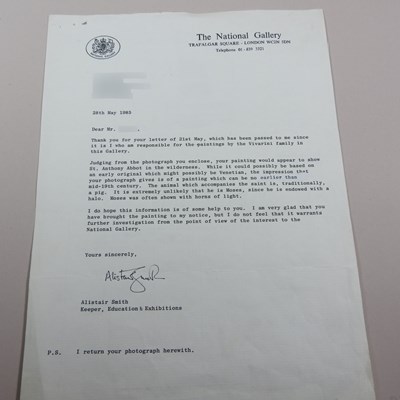 The National Gallery
TRAFALGAR SQUARE · LONDON WC2N 5DN
Telephone 01-839 3321
28th May 1985
Dear Mr.
Thank you for your letter of 21st May, which has been passed to me since
it is I who am responsible for the paintings by the Vivarini family in
this Gallery.
Judging from the photograph you enclose, your painting would appear to show
St. Anthony Abbot in the wilderness. While it could possibly be based on
an early original which might possibly be Venetian, the impression that
your photograph gives is of a painting which can be no earlier than
mid-18th century. The animal which accompanies the saint is, traditionally,
a pig. It is extremely unlikely that he is Moses, since he is endowed with a
halo. Moses was often shown with horns of light.
I do hope this information is of some help to you. I am very glad that you
have brought the painting to my notice, but I do not feel that it warrants
further investigation from the point of view of the interest to the
National Gallery.
Yours sincerely,
Alistair Smith
Alistair Smith
Keeper, Education & Exhibitions
P.S. I return your photograph herewith.